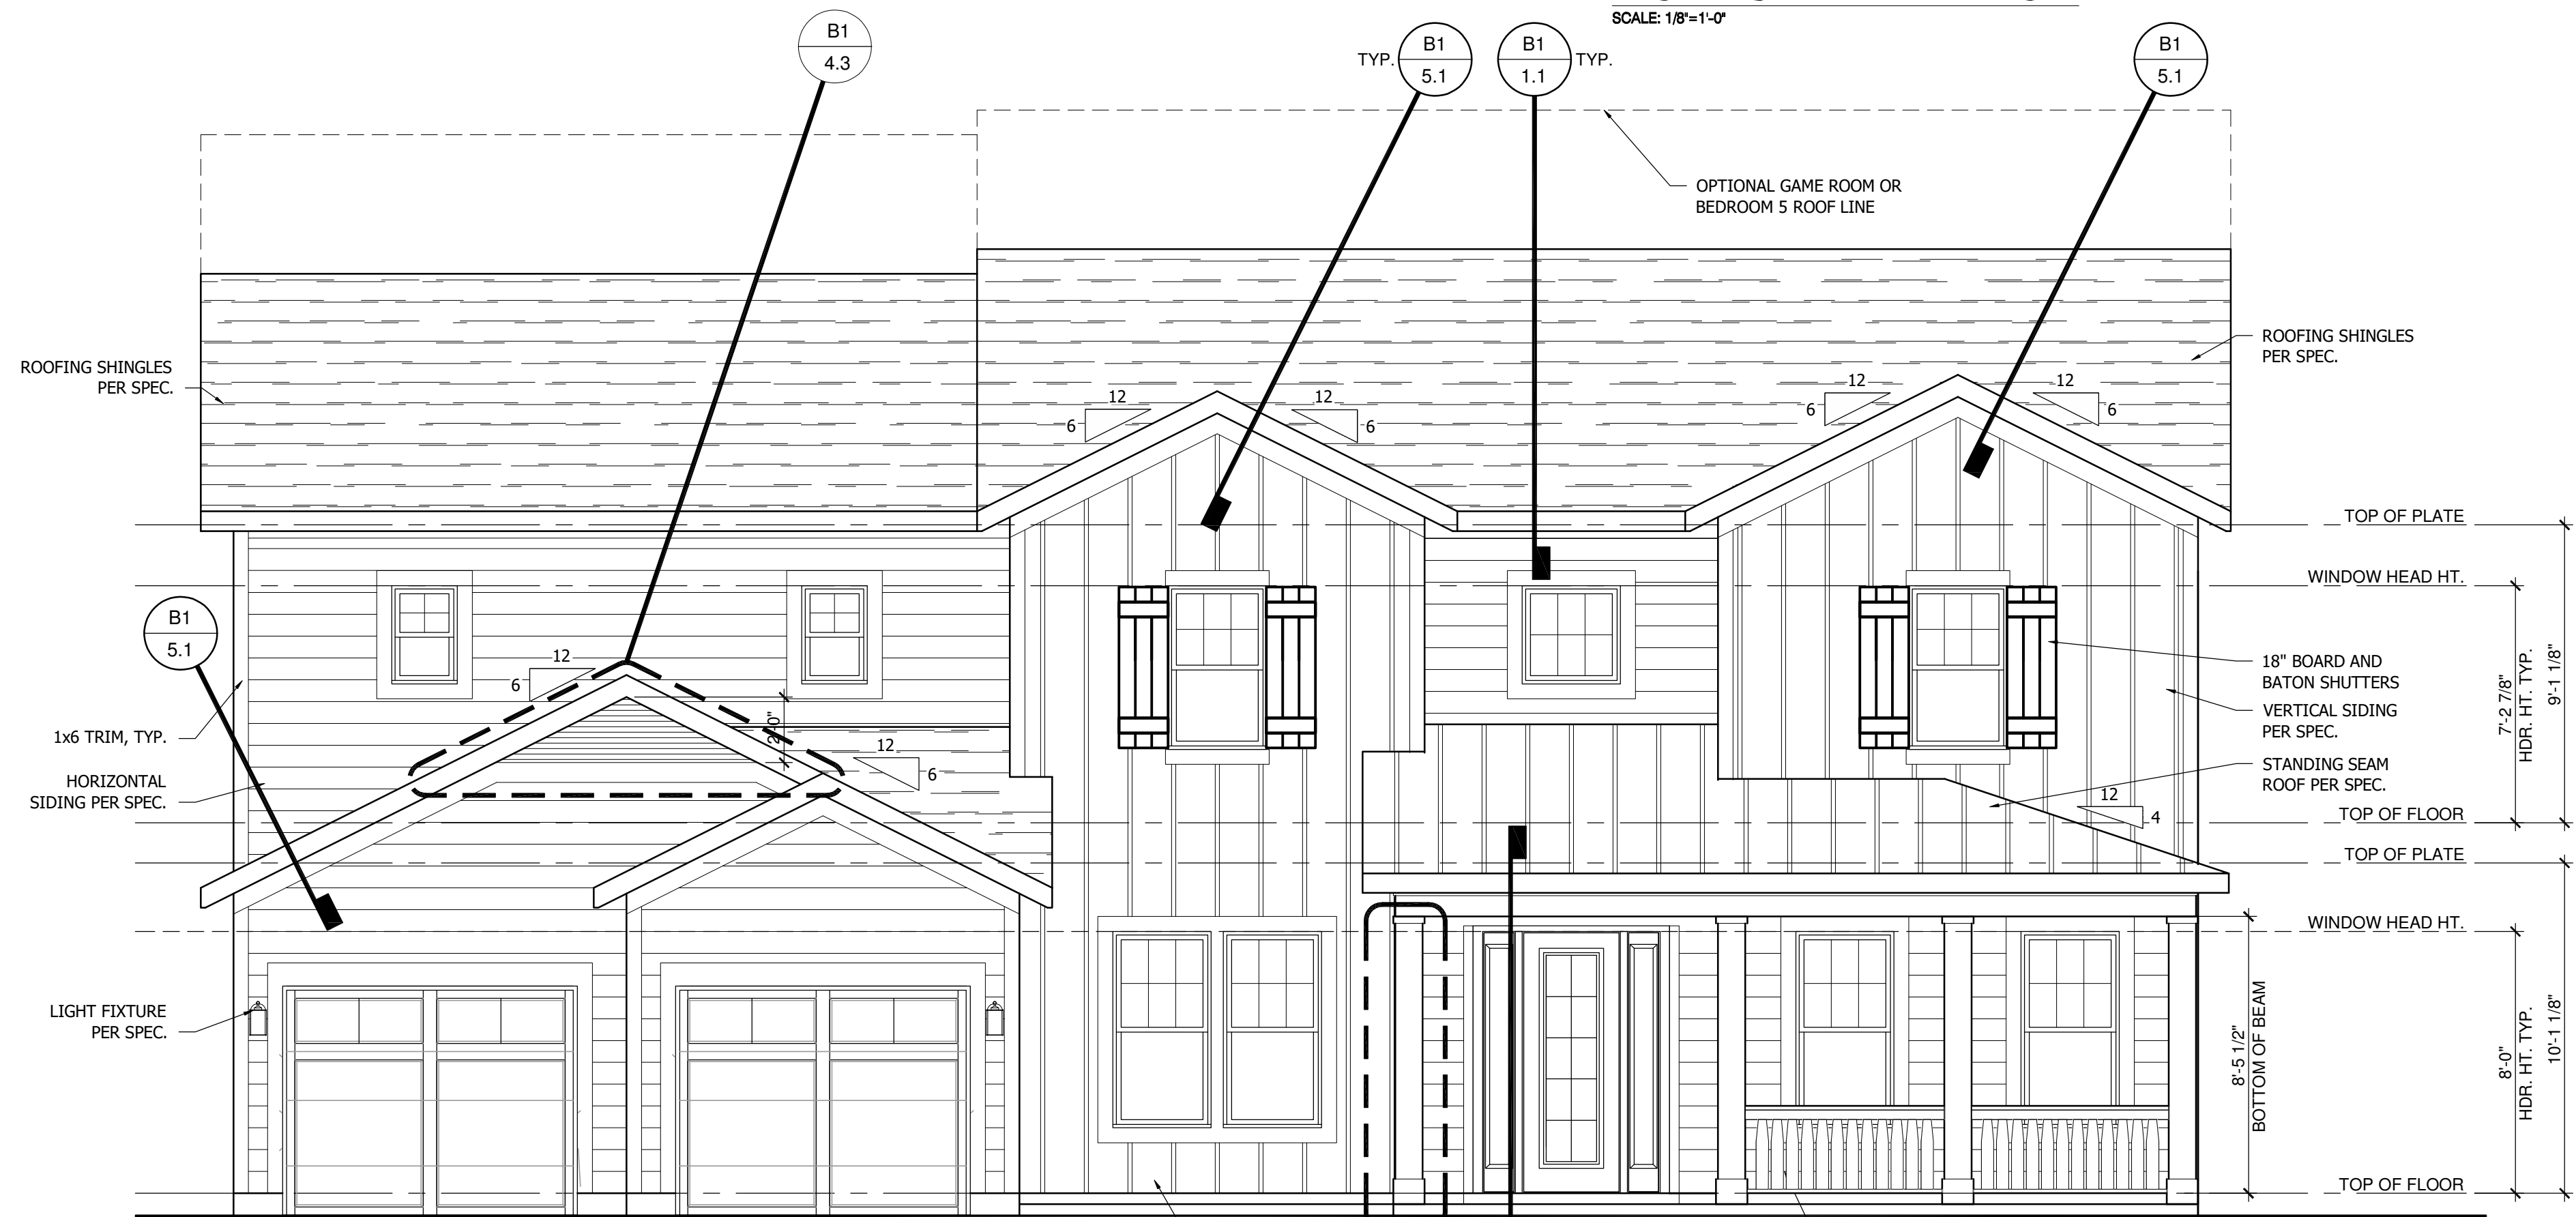 SCALE: 1/8"=1'-0"
B1
4.3
TYP.
B1
5.1
B1
1.1
TYP.
B1
5.1
OPTIONAL GAME ROOM OR
BEDROOM 5 ROOF LINE
ROOFING SHINGLES
PER SPEC.
ROOFING SHINGLES
PER SPEC.
12
6
12
6
12
6
12
6
TOP OF PLATE
WINDOW HEAD HT.
B1
5.1
12
6
2'-0"
12
6
1x6 TRIM, TYP.
HORIZONTAL
SIDING PER SPEC.
18" BOARD AND
BATON SHUTTERS
VERTICAL SIDING
PER SPEC.
STANDING SEAM
ROOF PER SPEC.
12
4
7'-2 7/8"
HDR. HT. TYP.
9'-1 1/8"
TOP OF FLOOR
TOP OF PLATE
WINDOW HEAD HT.
LIGHT FIXTURE
PER SPEC.
8'-5 1/2"
BOTTOM OF BEAM
8'-0"
HDR. HT. TYP.
10'-1 1/8"
TOP OF FLOOR